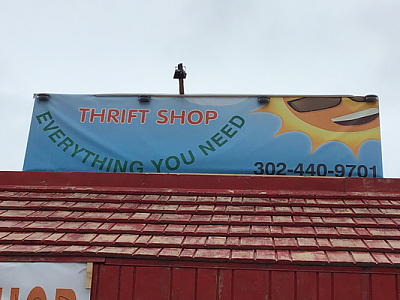 THRIFT SHOP
EVERYTHING YOU NEED
302-440-9701